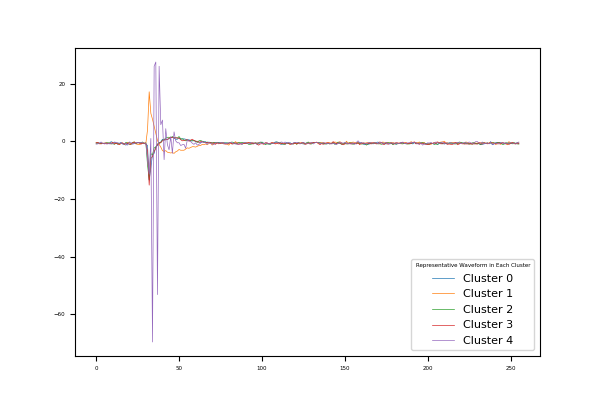 20
0
−20
−40
−60
0
50
100
150
200
250
Representative Waveform in Each Cluster
Cluster 0
Cluster 1
Cluster 2
Cluster 3
Cluster 4